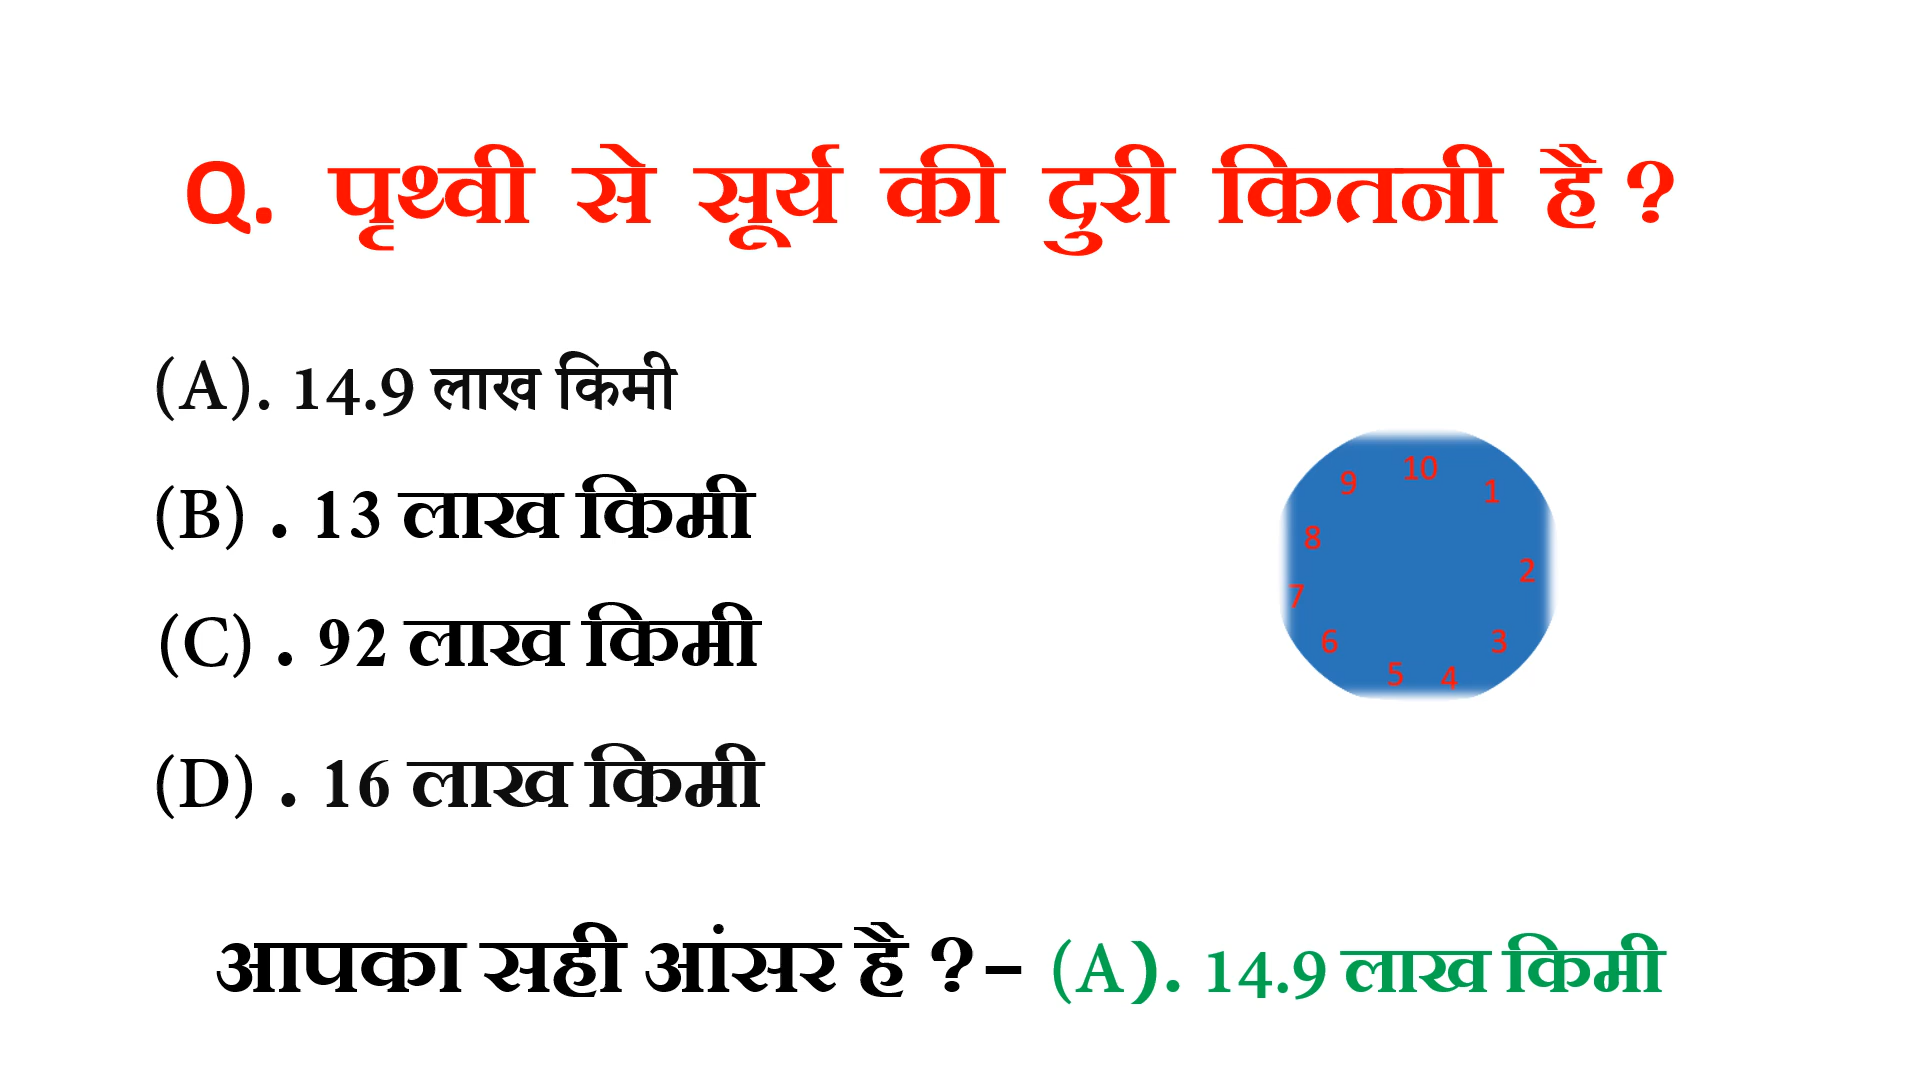 Q. पृथ्वी से सूर्य की दुरी कितनी है ?
(A). 14.9 लाख किमी
(B) . 13 लाख किमी
(C) . 92 लाख किमी
(D) . 16 लाख किमी
10
9
1
8
2
7
6
3
5
4
आपका सही आंसर है ?- (A). 14.9 लाख किमी